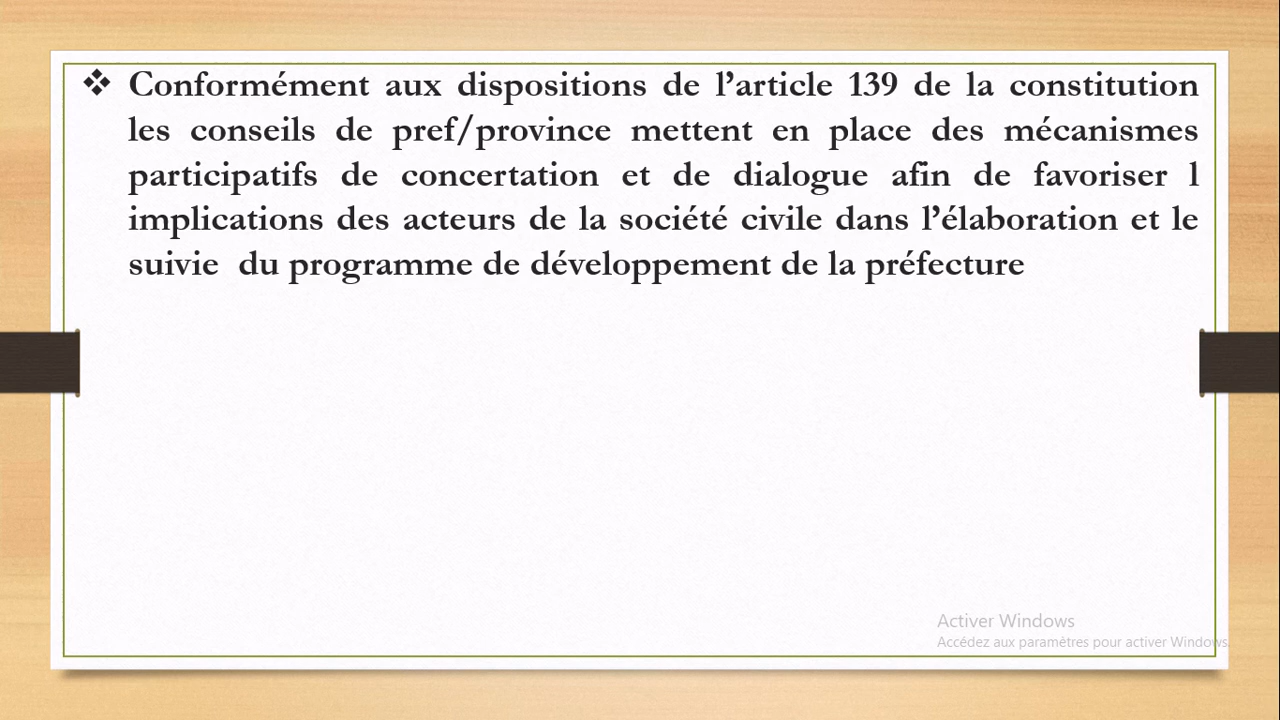 ❖ Conformément aux dispositions de l’article 139 de la constitution
les conseils de pref/province mettent en place des mécanismes
participatifs de concertation et de dialogue afin de favoriser l
implications des acteurs de la société civile dans l’élaboration et le
suivie  du programme de développement de la préfecture
Activer Windows
Accédez aux paramètres pour activer Windows.